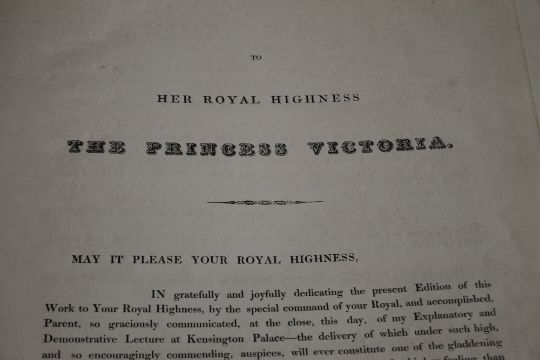 TO
HER ROYAL HIGHNESS
THE PRINCESS VICTORIA.
MAY IT PLEASE YOUR ROYAL HIGHNESS,
IN gratefully and joyfully dedicating the present Edition of this
Work to Your Royal Highness, by the special command of your Royal, and accomplished,
Parent, so graciously communicated, at the close, this day, of my Explanatory and
Demonstrative Lecture at Kensington Palace—the delivery of which under such high,
and so encouragingly commending, auspices, will ever constitute one of the gladdening
than